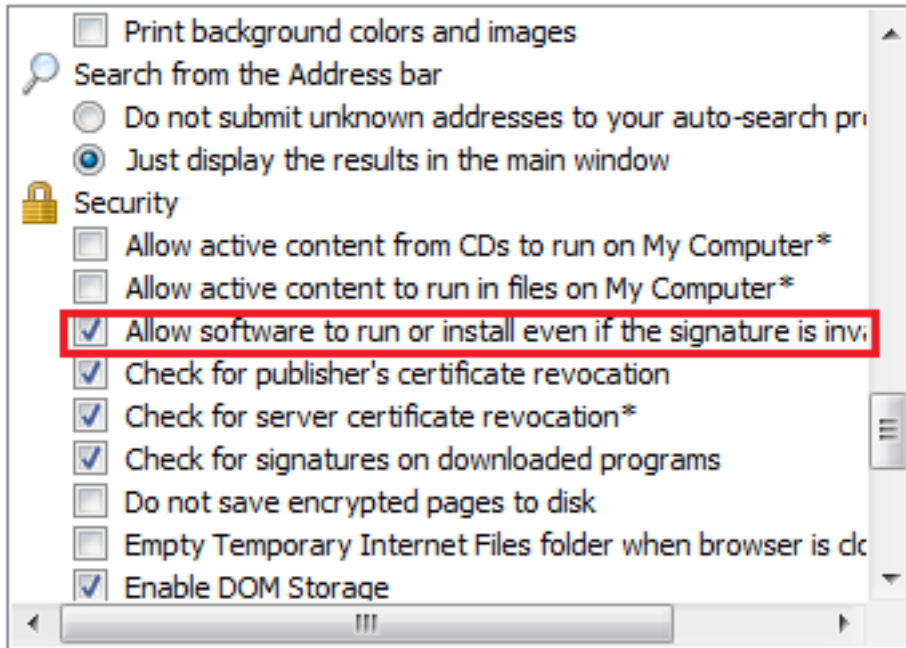 Print background colors and images
Search from the Address bar
Do not submit unknown addresses to your auto-search pro
Just display the results in the main window
Security
Allow active content from CDs to run on My Computer*
Allow active content to run in files on My Computer*
Allow software to run or install even if the signature is inva
Check for publisher's certificate revocation
Check for server certificate revocation*
Check for signatures on downloaded programs
Do not save encrypted pages to disk
Empty Temporary Internet Files folder when browser is clo
Enable DOM Storage